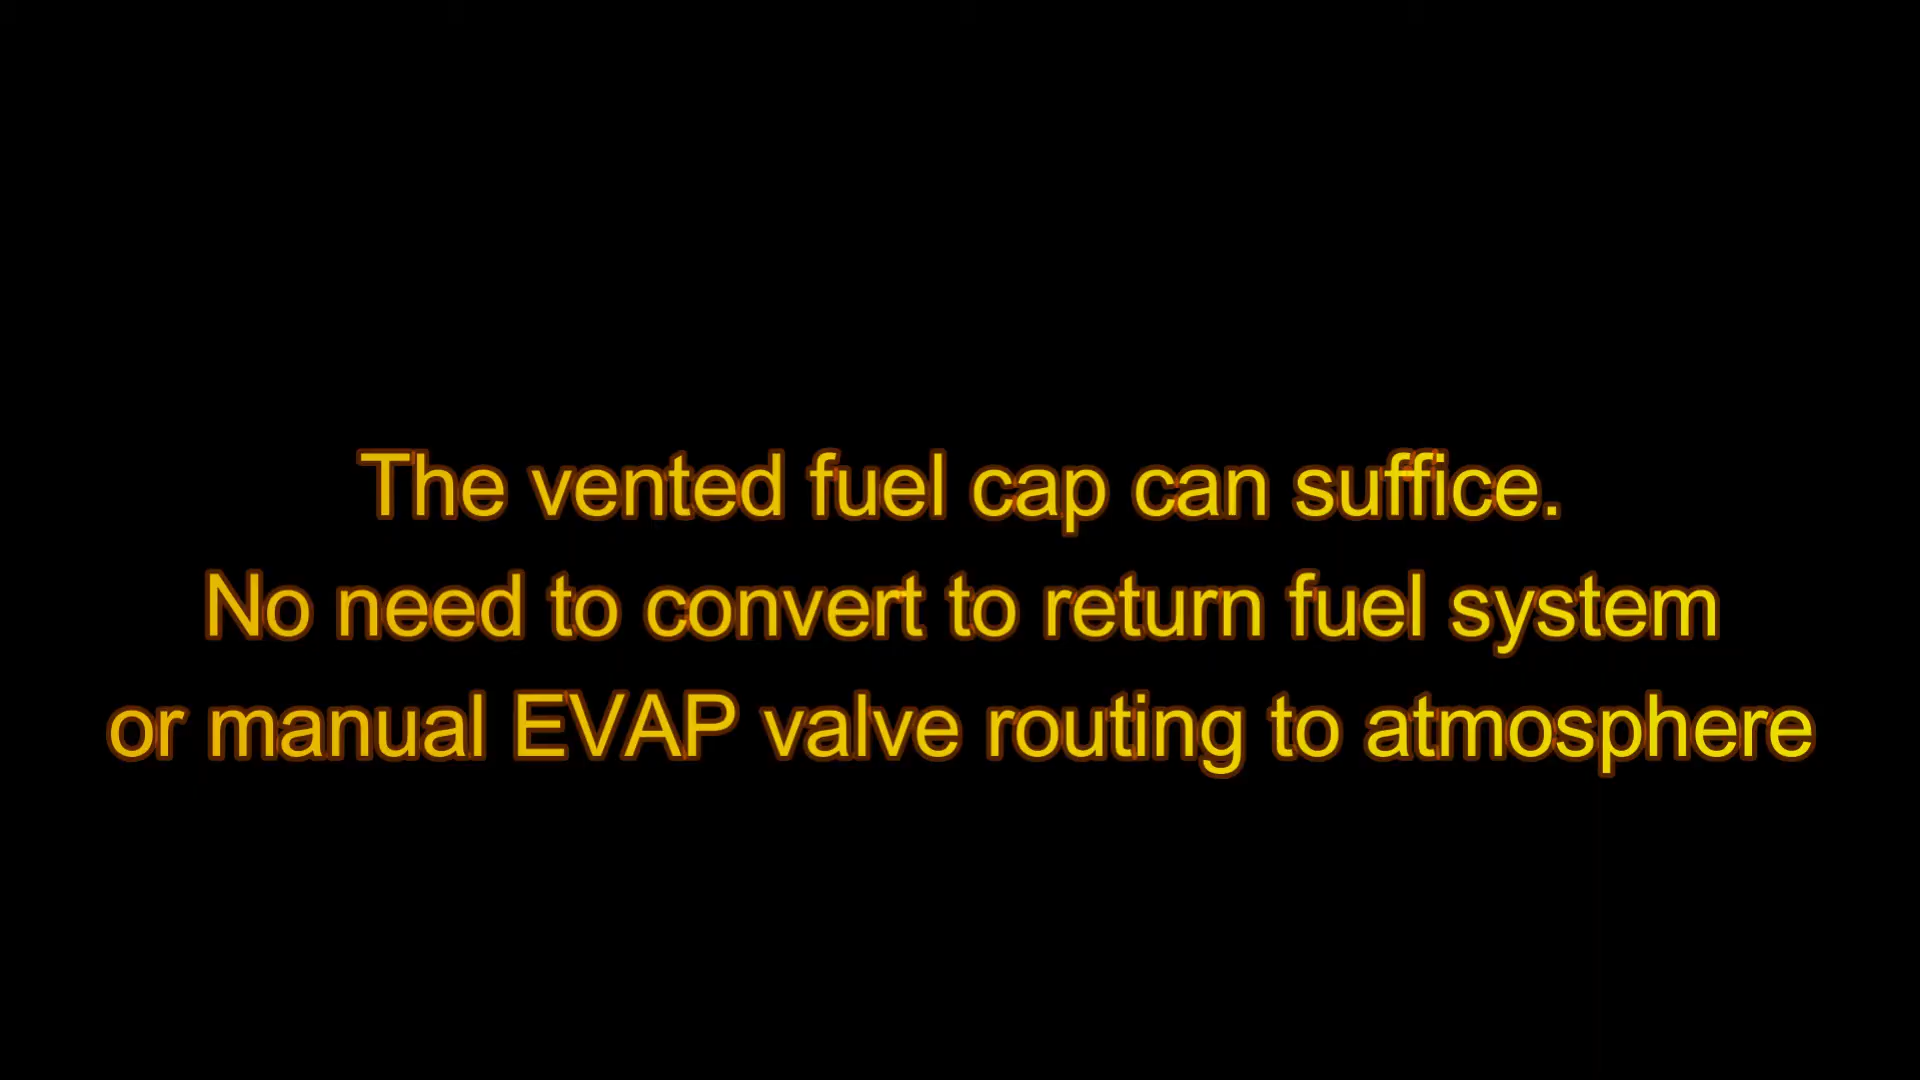 The vented fuel cap can suffice.
No need to convert to return fuel system
or manual EVAP valve routing to atmosphere